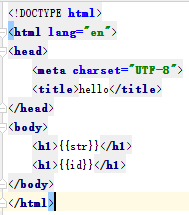 <!DOCTYPE html>
<html lang="en">
<head>
    <meta charset="UTF-8">
    <title>hello</title>
</head>
<body>
    <h1>{{str}}</h1>
    <h1>{{id}}</h1>
</body>
</html>